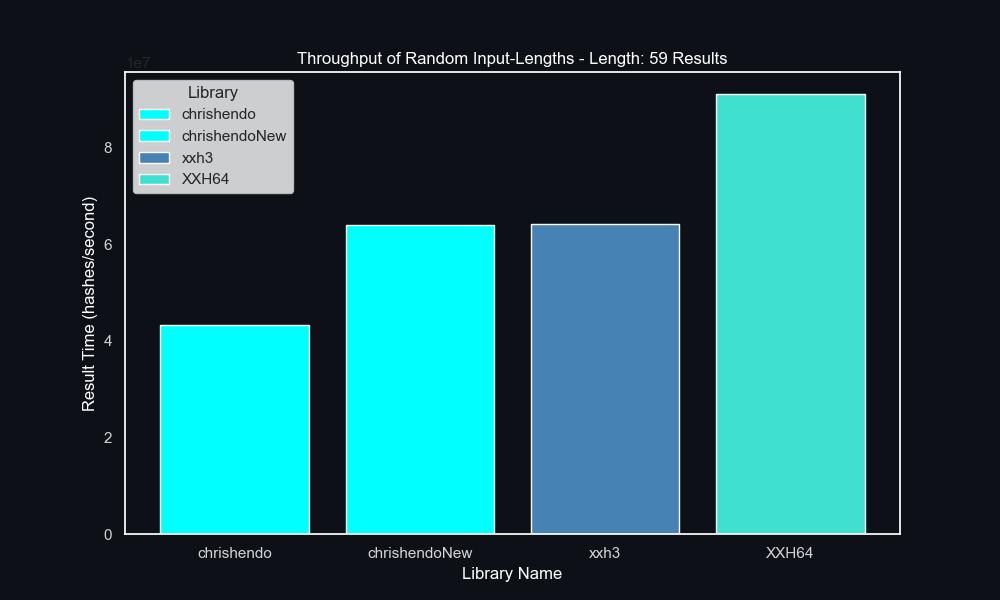 Throughput of Random Input-Lengths - Length: 59 Results
1e7
Library
chrishendo
chrishendoNew
xxh3
XXH64
8
6
4
2
0
Result Time (hashes/second)
chrishendo
chrishendoNew
xxh3
XXH64
Library Name